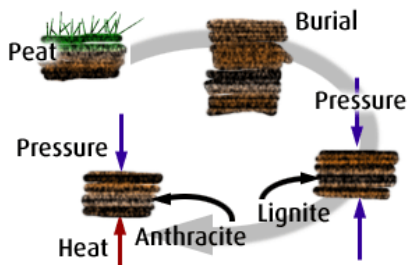 Burial
Peat
Pressure
Pressure
Lignite
Anthracite
Heat